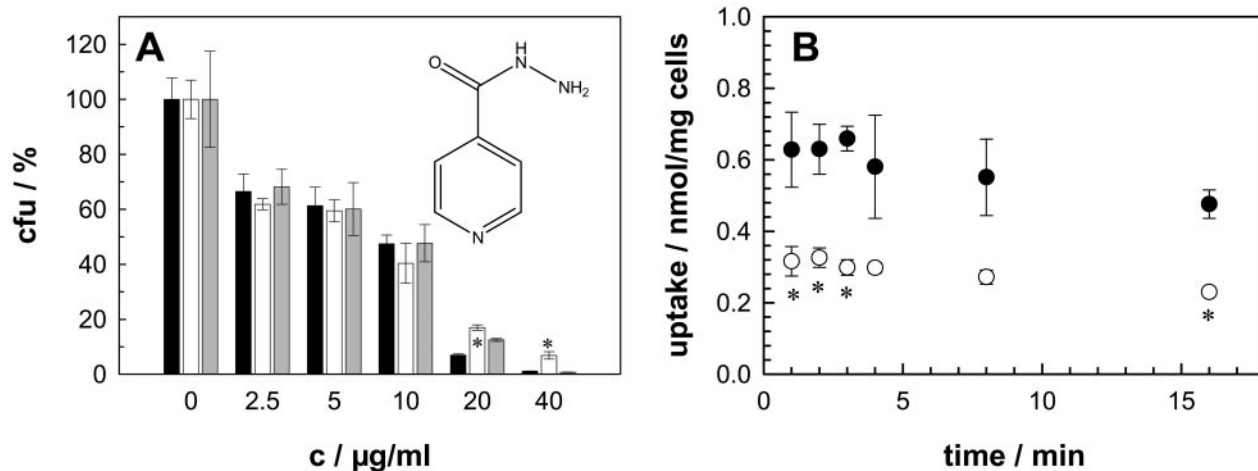 A
120
100
80
60
40
20
0
cfu / %
0 2.5 5 10 20 40
c / µg/ml
O
H
N
NH2
N
*
*
B
1.0
0.8
0.6
0.4
0.2
0.0
uptake / nmol/mg cells
* * * *
0 5 10 15
time / min